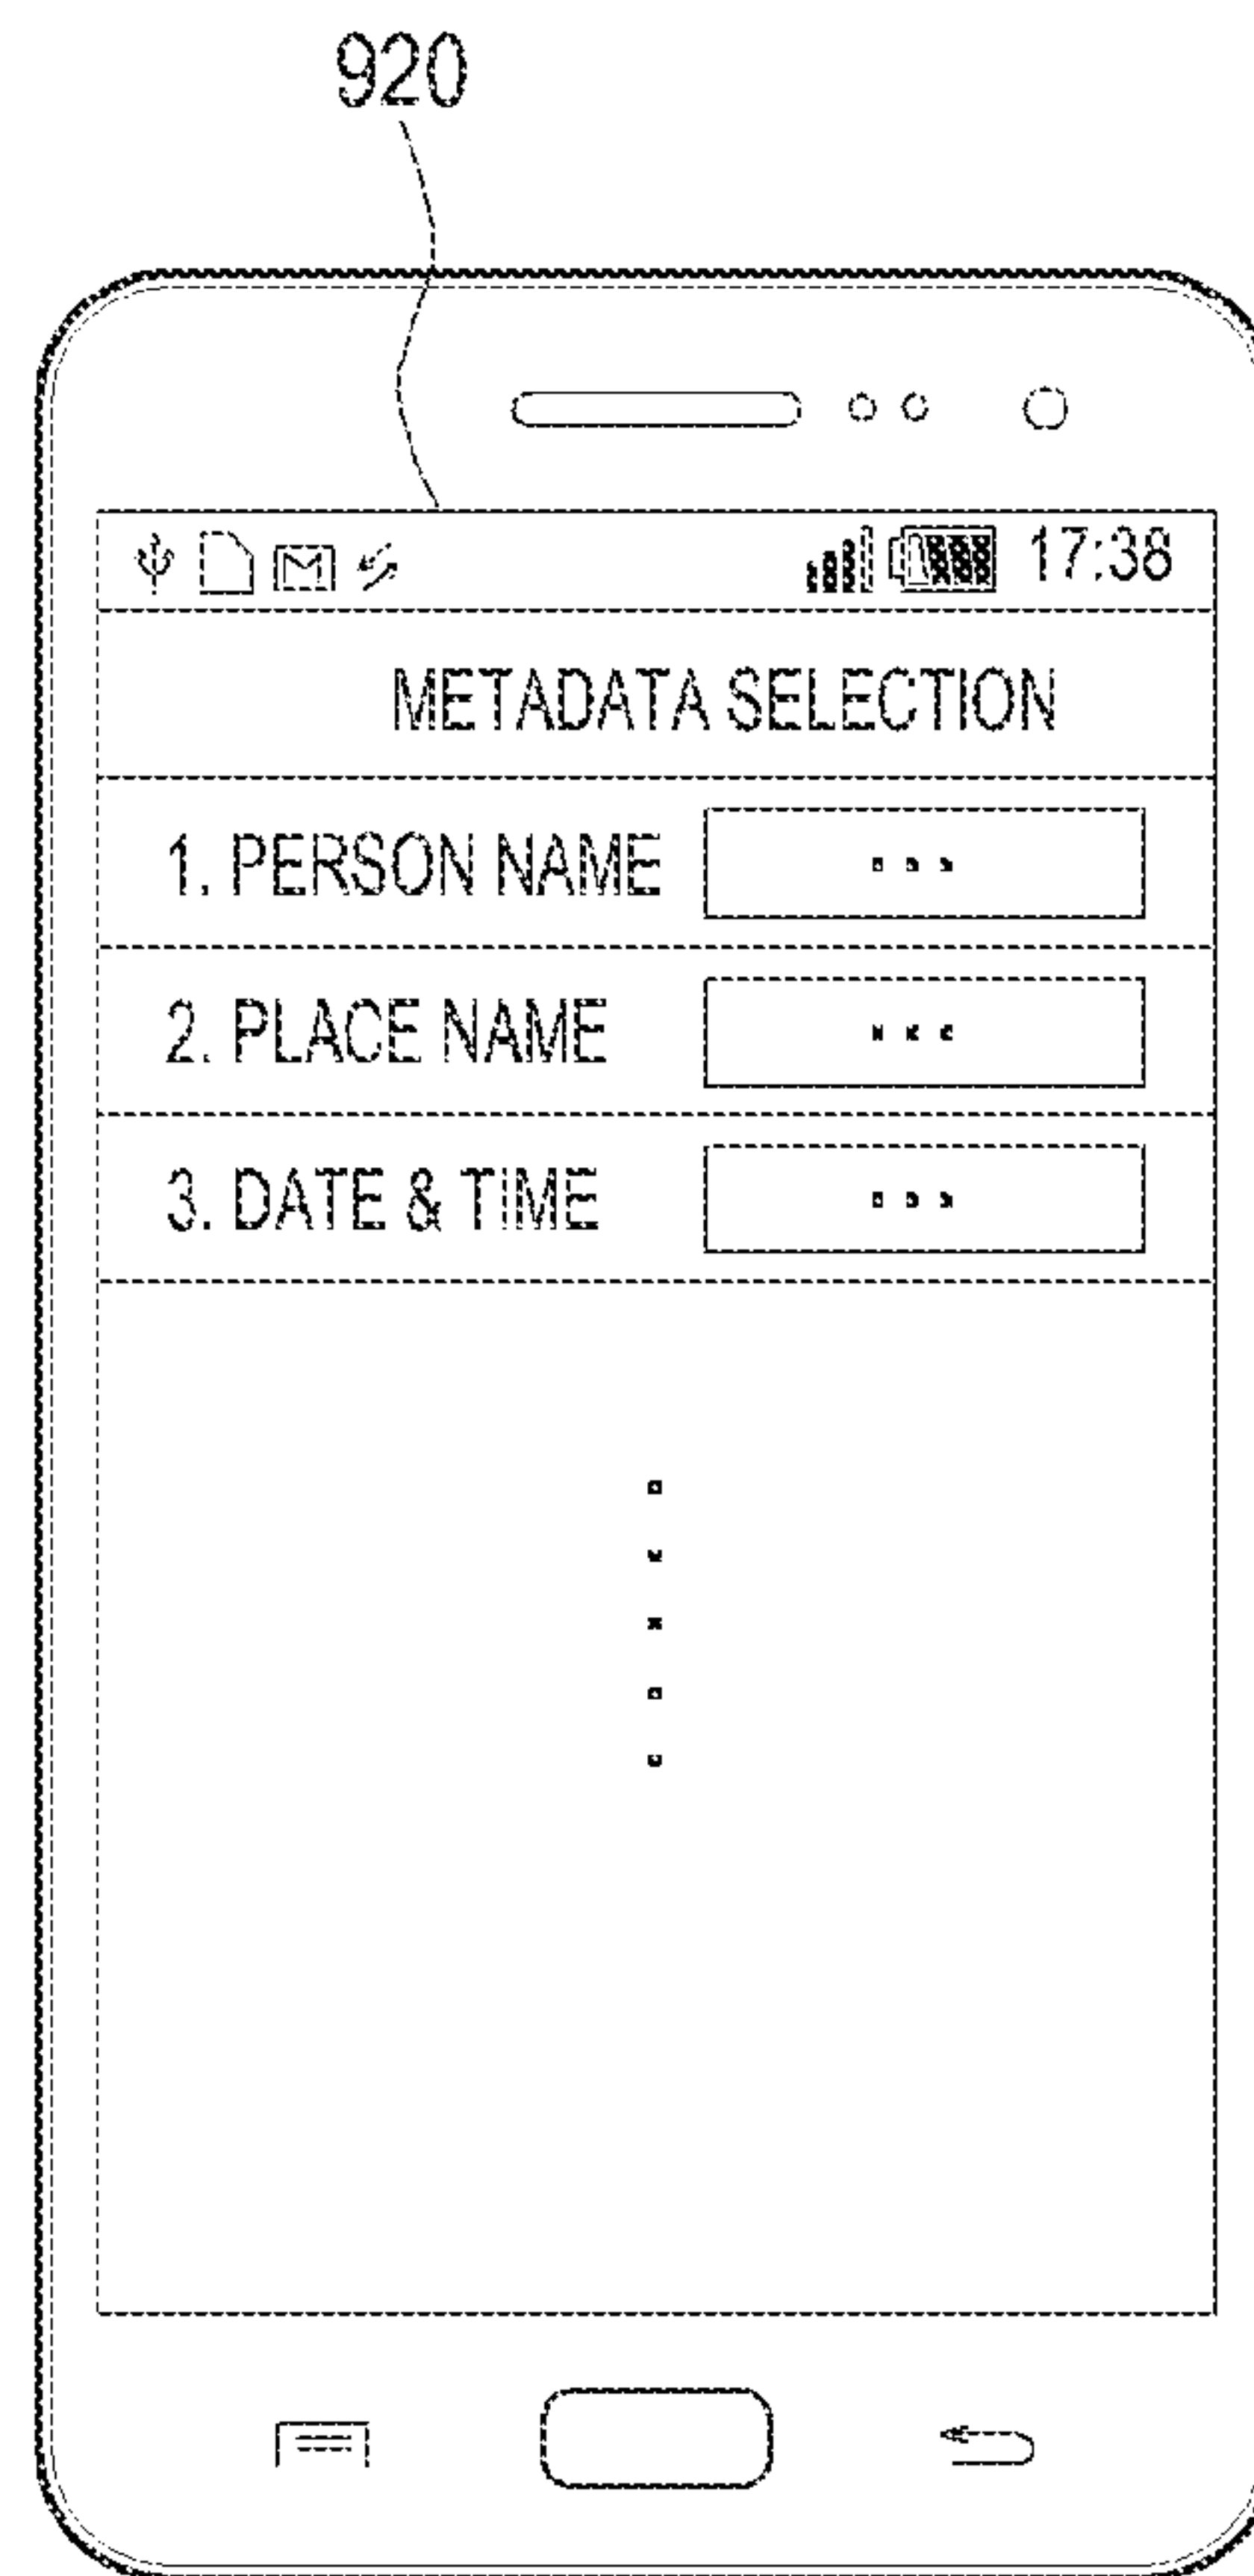 920
17:38
METADATA SELECTION
1. PERSON NAME ...
2. PLACE NAME ...
3. DATE & TIME ...